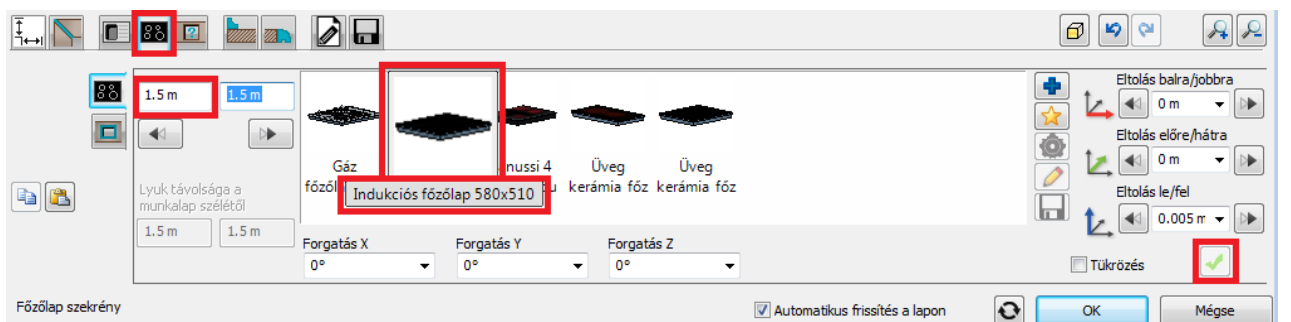 Eltolás balra/jobbra
1.5 m 1.5 m 0 m
Eltolás előre/hátra
Gáz nussi 4 Üveg Üveg 0 m
főzől kerámia főz kerámia főz
Indukciós főzőlap 580x510
Lyuk távolsága a
munkalap szélétől
Eltolás le/fel
1.5 m 1.5 m 0.005 m
Forgatás X Forgatás Y Forgatás Z
0° 0° 0° Tükrözés
Főzőlap szekrény Automatikus frissítés a lapon OK Mégse